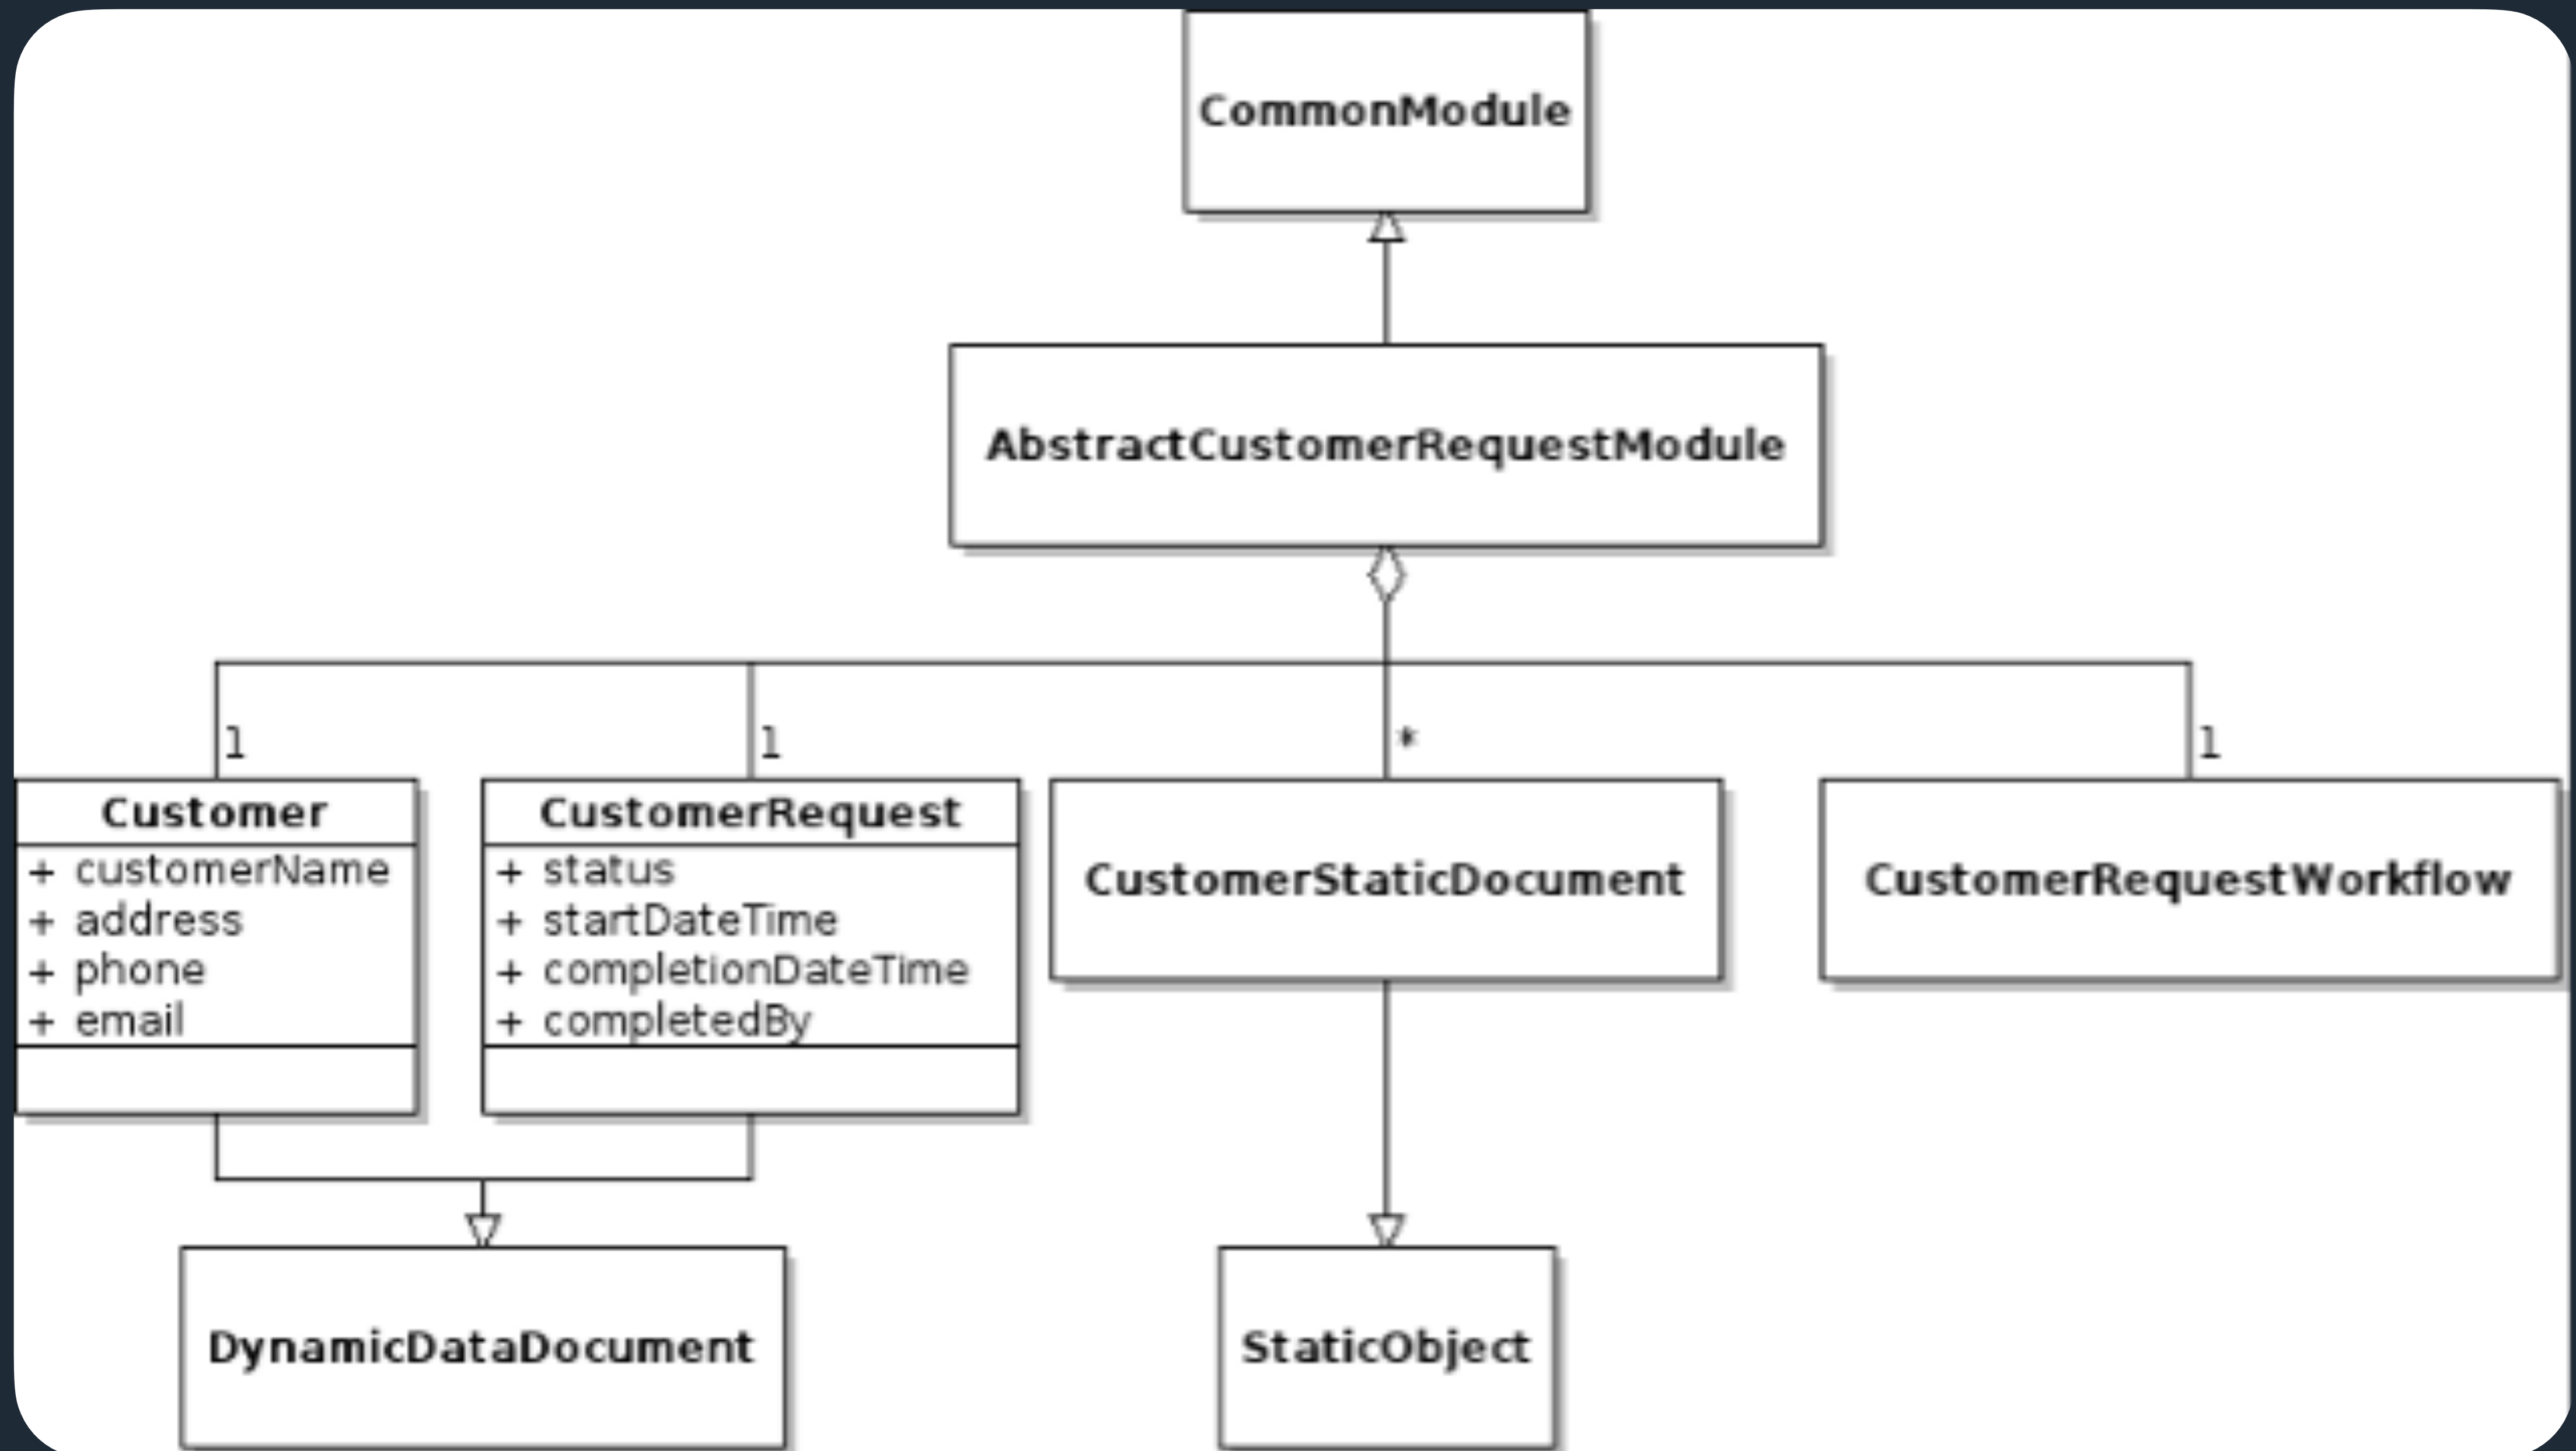 CommonModule
AbstractCustomerRequestModule
1
1
*
1
Customer
+ customerName
+ address
+ phone
+ email
CustomerRequest
+ status
+ startDateTime
+ completionDateTime
+ completedBy
CustomerStaticDocument
CustomerRequestWorkflow
DynamicDataDocument
StaticObject